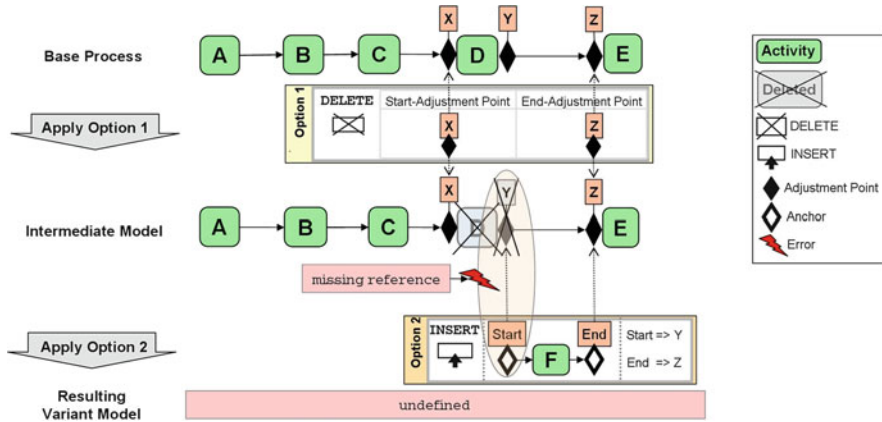 X Y Z
Base Process A B C D E
Option 1
DELETE Start-Adjustment Point End-Adjustment Point
Apply Option 1
X Z
X Y Z
Intermediate Model A B C D E
missing reference
Apply Option 2
Option 2
INSERT Start End Start => Y
F End => Z
Resulting
Variant Model
undefined
Activity
Deleted
DELETE
INSERT
Adjustment Point
Anchor
Error